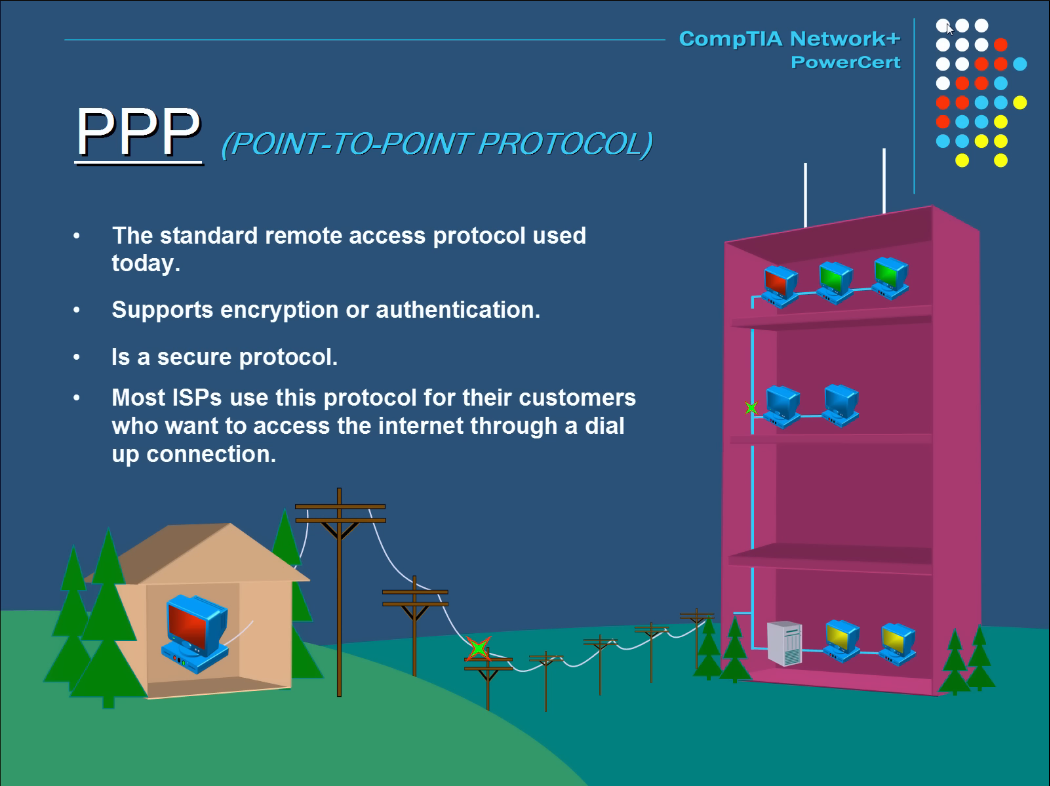 CompTIA Network+
PowerCert
PPP (POINT-TO-POINT PROTOCOL)
• The standard remote access protocol used
today.
• Supports encryption or authentication.
• Is a secure protocol.
• Most ISPs use this protocol for their customers
who want to access the internet through a dial
up connection.